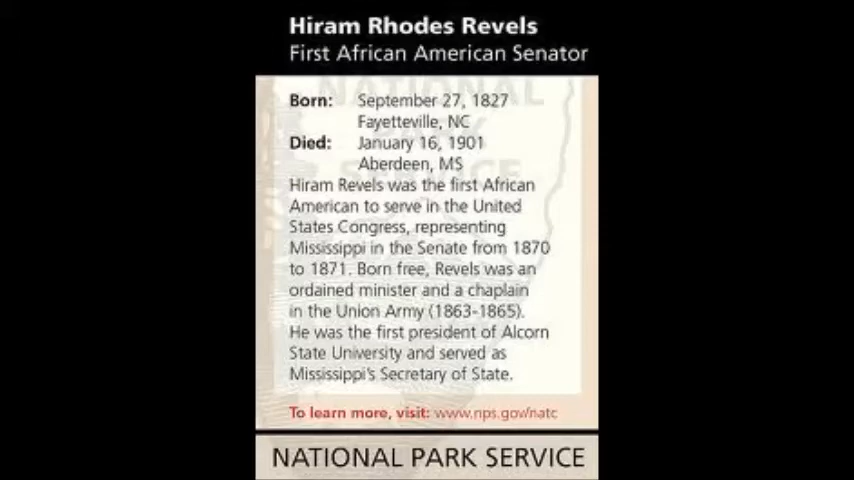 Hiram Rhodes Revels
First African American Senator
NATIONAL
PARK
SERVICE
Born: September 27, 1827
Fayetteville, NC
Died: January 16, 1901
Aberdeen, MS
Hiram Revels was the first African
American to serve in the United
States Congress, representing
Mississippi in the Senate from 1870
to 1871. Born free, Revels was an
ordained minister and a chaplain
in the Union Army (1863-1865).
He was the first president of Alcorn
State University and served as
Mississippi's Secretary of State.
To learn more, visit: www.nps.gov/natc
NATIONAL PARK SERVICE